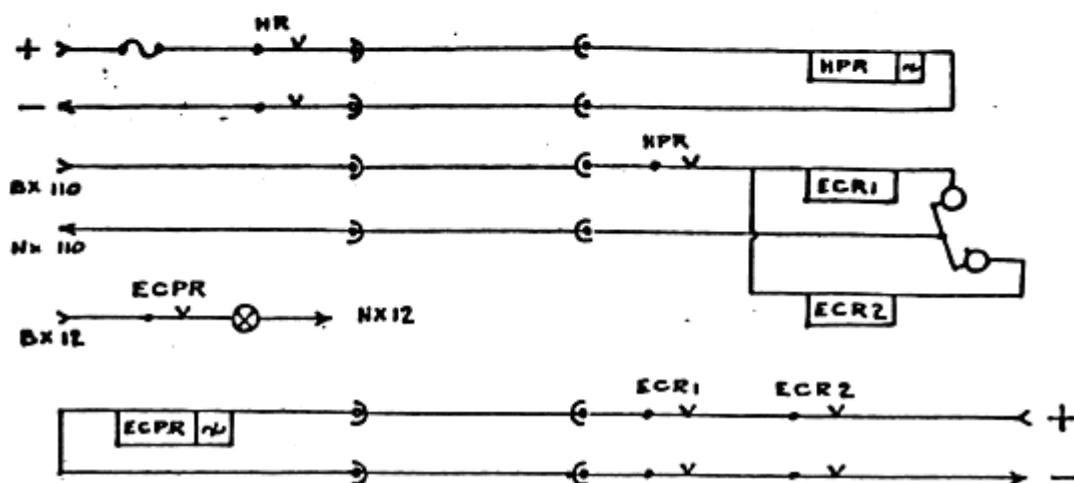 HR
+
HPR
−
HPR
BX 110
ECR1
NX 110
ECPR
NX12
BX 12
ECR2
ECR1 ECR2
ECPR
+
−